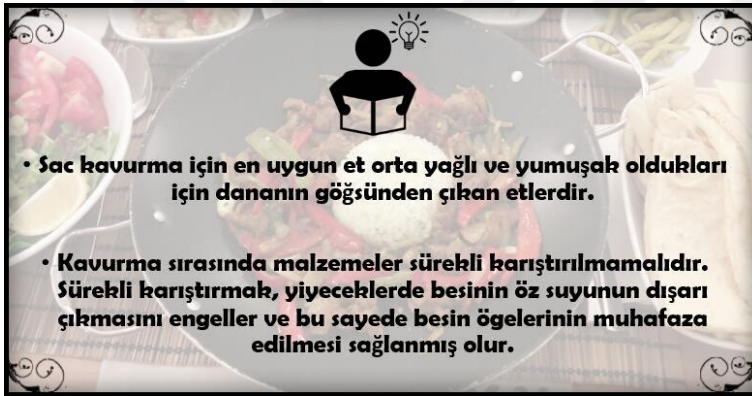 • Sac kavurma için en uygun et orta yağlı ve yumuşak oldukları
için dananın göğsünden çıkan etlerdir.
• Kavurma sırasında malzemeler sürekli karıştırılmamalıdır.
Sürekli karıştırmak, yiyeceklerde besinin öz suyunun dışarı
çıkmasını engeller ve bu sayede besin ögelerinin muhafaza
edilmesi sağlanmış olur.